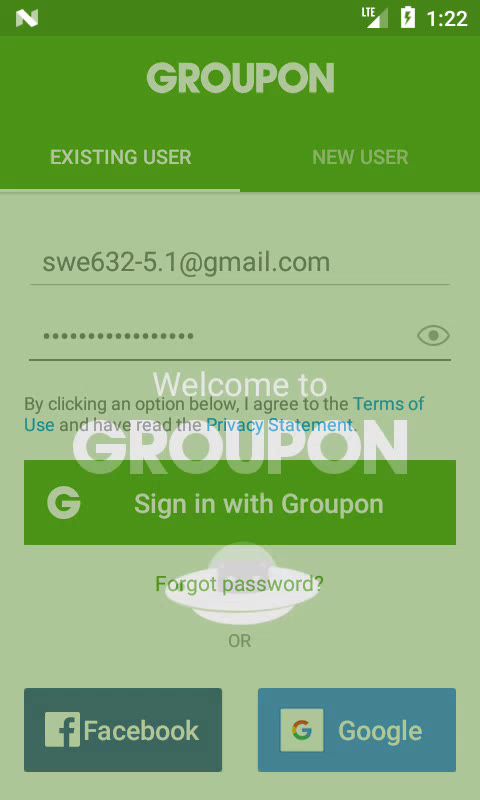 LTE 1:22
GROUPON
EXISTING USER NEW USER
swe632-5.1@gmail.com
•••••••••••••••••
Welcome to
By clicking an option below, I agree to the Terms of
Use and have read the Privacy Statement.
GROUPON
G Sign in with Groupon
Forgot password?
OR
f Facebook G Google